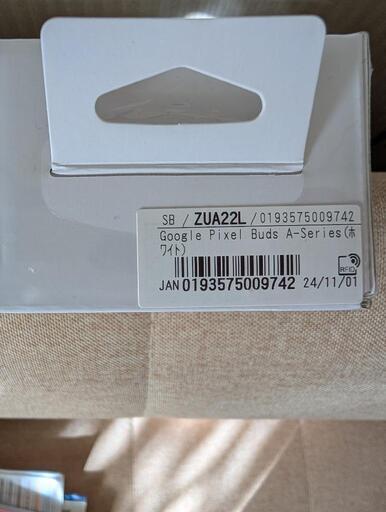 SB / ZUA22L / 0193575009742
Google Pixel Buds A-Series(ホ
ワイト)
RFID
JAN 0193575009742 24/11/01